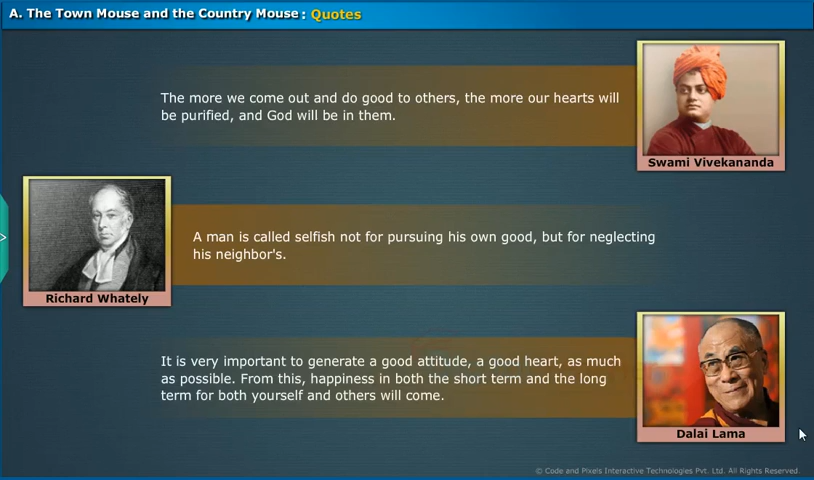 A. The Town Mouse and the Country Mouse : Quotes
The more we come out and do good to others, the more our hearts will
be purified, and God will be in them.
Swami Vivekananda
A man is called selfish not for pursuing his own good, but for neglecting
his neighbor's.
Richard Whately
It is very important to generate a good attitude, a good heart, as much
as possible. From this, happiness in both the short term and the long
term for both yourself and others will come.
Dalai Lama
© Code and Pixels Interactive Technologies Pvt. Ltd. All Rights Reserved.